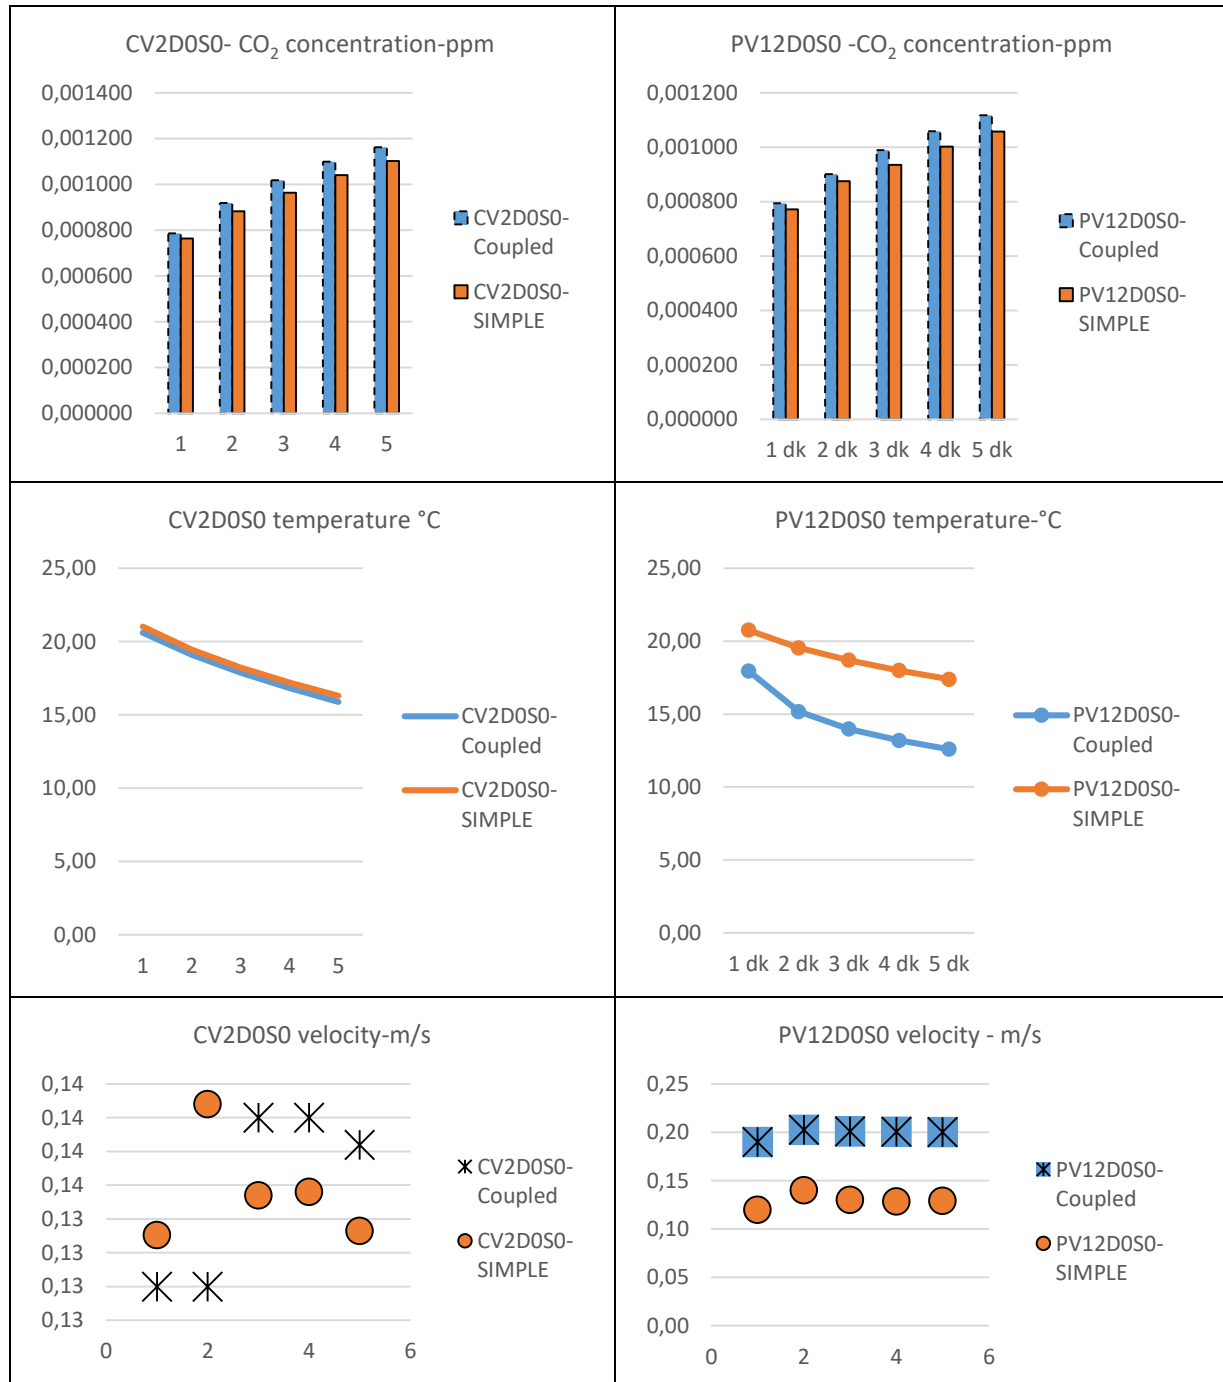 CV2D0S0- CO₂ concentration-ppm
0,001400
0,001200
0,001000
0,000800
0,000600
0,000400
0,000200
0,000000
1 2 3 4 5
CV2D0S0-
Coupled
CV2D0S0-
SIMPLE
PV12D0S0 -CO₂ concentration-ppm
0,001200
0,001000
0,000800
0,000600
0,000400
0,000200
0,000000
1 dk 2 dk 3 dk 4 dk 5 dk
PV12D0S0-
Coupled
PV12D0S0-
SIMPLE
CV2D0S0 temperature °C
25,00
20,00
15,00
10,00
5,00
0,00
1 2 3 4 5
CV2D0S0-
Coupled
CV2D0S0-
SIMPLE
PV12D0S0 temperature-°C
25,00
20,00
15,00
10,00
5,00
0,00
1 dk 2 dk 3 dk 4 dk 5 dk
PV12D0S0-
Coupled
PV12D0S0-
SIMPLE
CV2D0S0 velocity-m/s
0,14
0,14
0,14
0,14
0,13
0,13
0,13
0,13
0 2 4 6
CV2D0S0-
Coupled
CV2D0S0-
SIMPLE
PV12D0S0 velocity - m/s
0,25
0,20
0,15
0,10
0,05
0,00
0 2 4 6
PV12D0S0-
Coupled
PV12D0S0-
SIMPLE